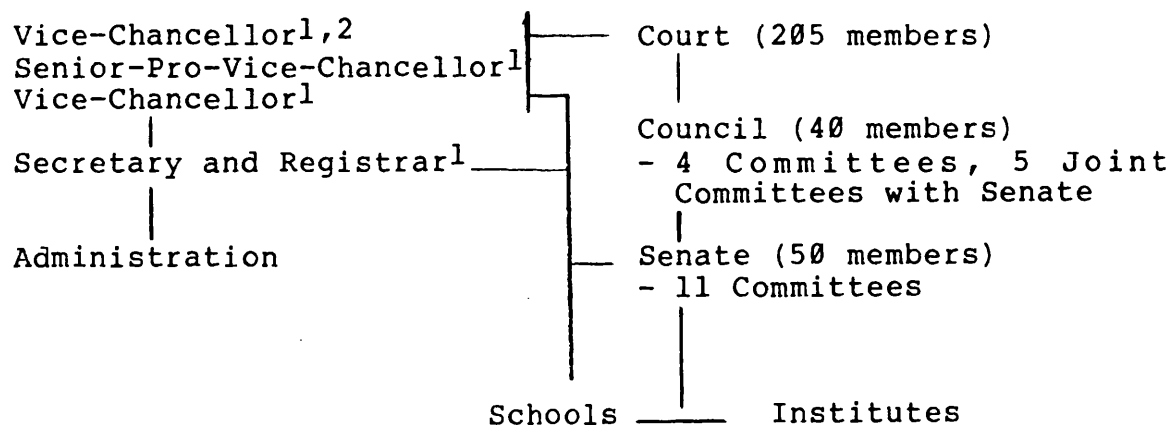 Vice-Chancellor1,2
Court (205 members)
Senior-Pro-Vice-Chancellor1
Vice-Chancellor1
Council (40 members)
Secretary and Registrar1
- 4 Committees, 5 Joint
Committees with Senate
Administration
Senate (50 members)
- 11 Committees
Schools
Institutes